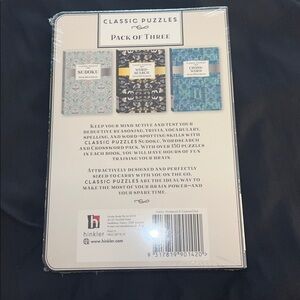 CLASSIC PUZZLES
PACK OF THREE
SUDOKU
WORD
SEARCH
CROSS
WORD
KEEP YOUR MIND ACTIVE AND TEST YOUR
DEDUCTIVE REASONING, TRIVIA, VOCABULARY,
SPELLING, AND WORD-SPOTTING SKILLS WITH
CLASSIC PUZZLES SUDOKU, WORDSEARCH
AND CROSSWORD PACK. WITH OVER 150 PUZZLES
IN EACH BOOK, YOU WILL HAVE HOURS OF FUN
TRAINING YOUR BRAIN.
ATTRACTIVELY DESIGNED AND PERFECTLY
SIZED TO CARRY WITH YOU ON THE GO,
CLASSIC PUZZLES ARE THE IDEAL WAY TO
MAKE THE MOST OF YOUR BRAIN POWER—AND
YOUR SPARE TIME.
h
hinkler
www.hinkler.com
9 317819 901420 >